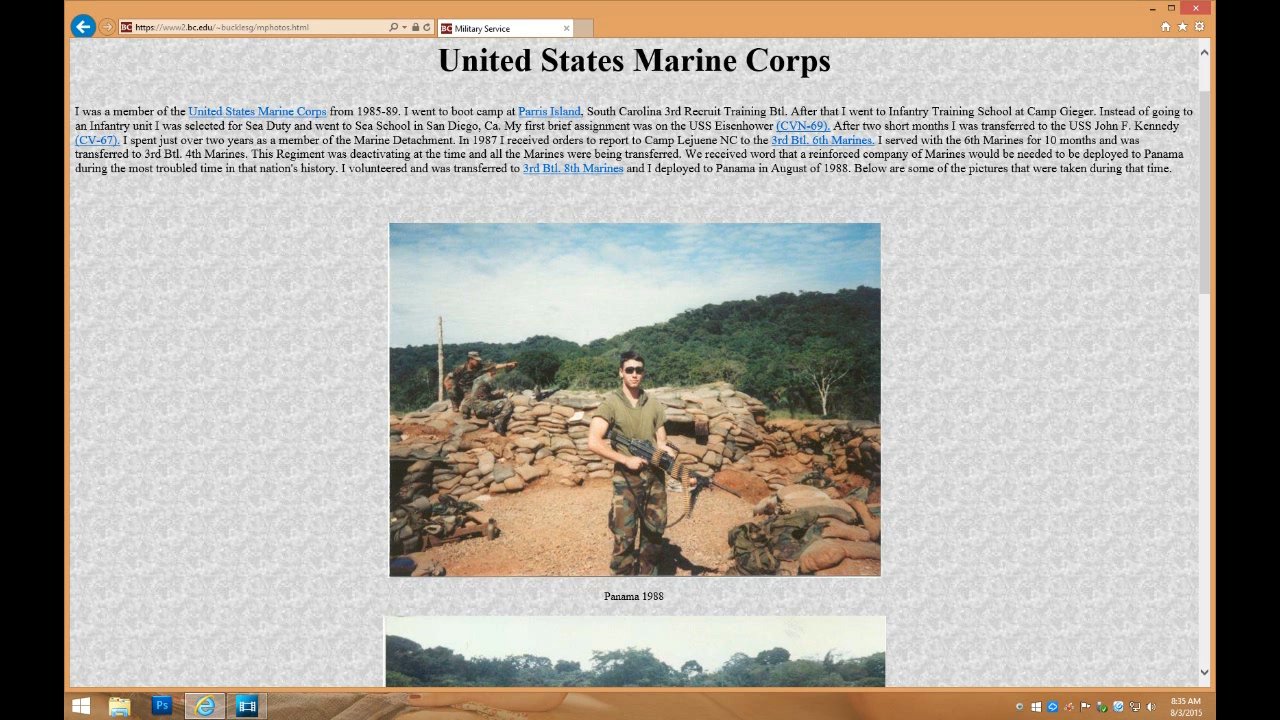 https://www2.bc.edu/~bucklesg/mphotos.html
BC Military Service
United States Marine Corps
I was a member of the United States Marine Corps from 1985-89. I went to boot camp at Parris Island, South Carolina 3rd Recruit Training Btl. After that I went to Infantry Training School at Camp Gieger. Instead of going to
an Infantry unit I was selected for Sea Duty and went to Sea School in San Diego, Ca. My first brief assignment was on the USS Eisenhower (CVN-69). After two short months I was transferred to the USS John F. Kennedy
(CV-67). I spent just over two years as a member of the Marine Detachment. In 1987 I received orders to report to Camp Lejuene NC to the 3rd Btl. 6th Marines. I served with the 6th Marines for 10 months and was
transferred to 3rd Btl. 4th Marines. This Regiment was deactivating at the time and all the Marines were being transferred. We received word that a reinforced company of Marines would be needed to be deployed to Panama
during the most troubled time in that nation's history. I volunteered and was transferred to 3rd Btl. 8th Marines and I deployed to Panama in August of 1988. Below are some of the pictures that were taken during that time.
Panama 1988
Ps
8:35 AM
8/3/2015